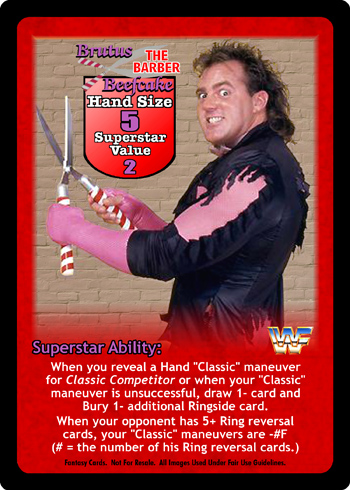 Brutus
THE
BARBER
Beefcake
Hand Size
5
Superstar
Value
2
WF
Superstar Ability:
When you reveal a Hand "Classic" maneuver
for Classic Competitor or when your "Classic"
maneuver is unsuccessful, draw 1- card and
Bury 1- additional Ringside card.
When your opponent has 5+ Ring reversal
cards, your "Classic" maneuvers are -#F
(# = the number of his Ring reversal cards.)
Fantasy Cards. Not For Resale. All Images Used Under Fair Use Guidelines.